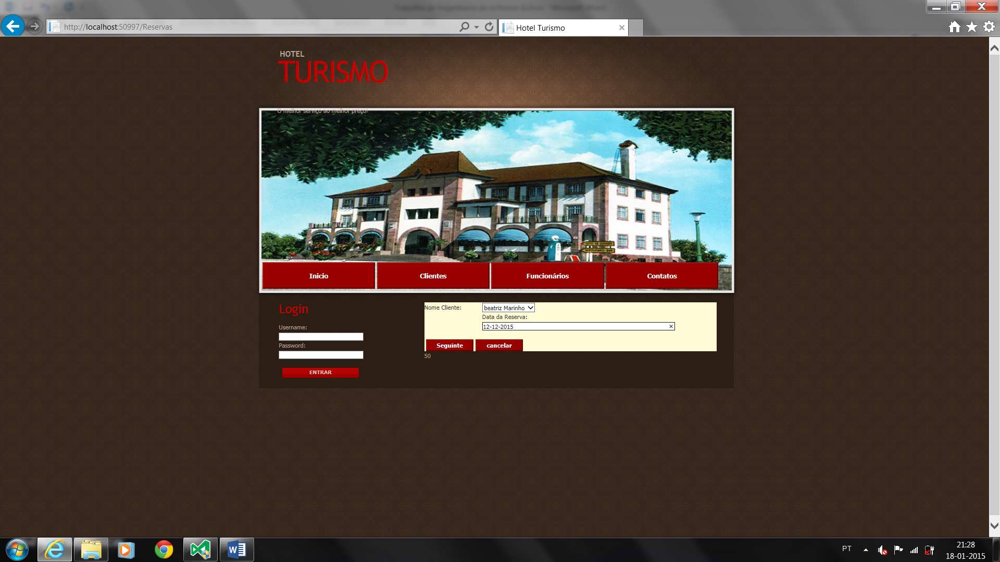 http://localhost:50997/Reservas
Hotel Turismo
HOTEL
TURISMO
O melhor serviço ao melhor preço!
Inicio
Clientes
Funcionários
Contatos
Login
Username:
Password:
ENTRAR
Nome Cliente:
beatriz Marinho
Data da Reserva:
12-12-2015
Seguinte
cancelar
50
PT
21:28
18-01-2015